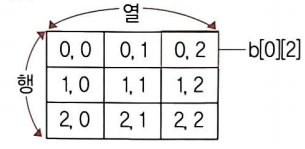 열
행
0, 0 0, 1 0, 2 b[0][2]
1, 0 1, 1 1, 2
2, 0 2, 1 2, 2